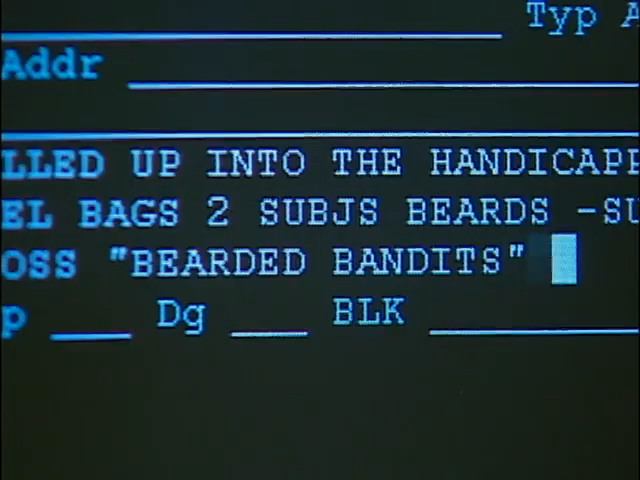 Typ A
Addr
LLED UP INTO THE HANDICAPP
EL BAGS 2 SUBJS BEARDS -SU
OSS "BEARDED BANDITS"
p Dg BLK